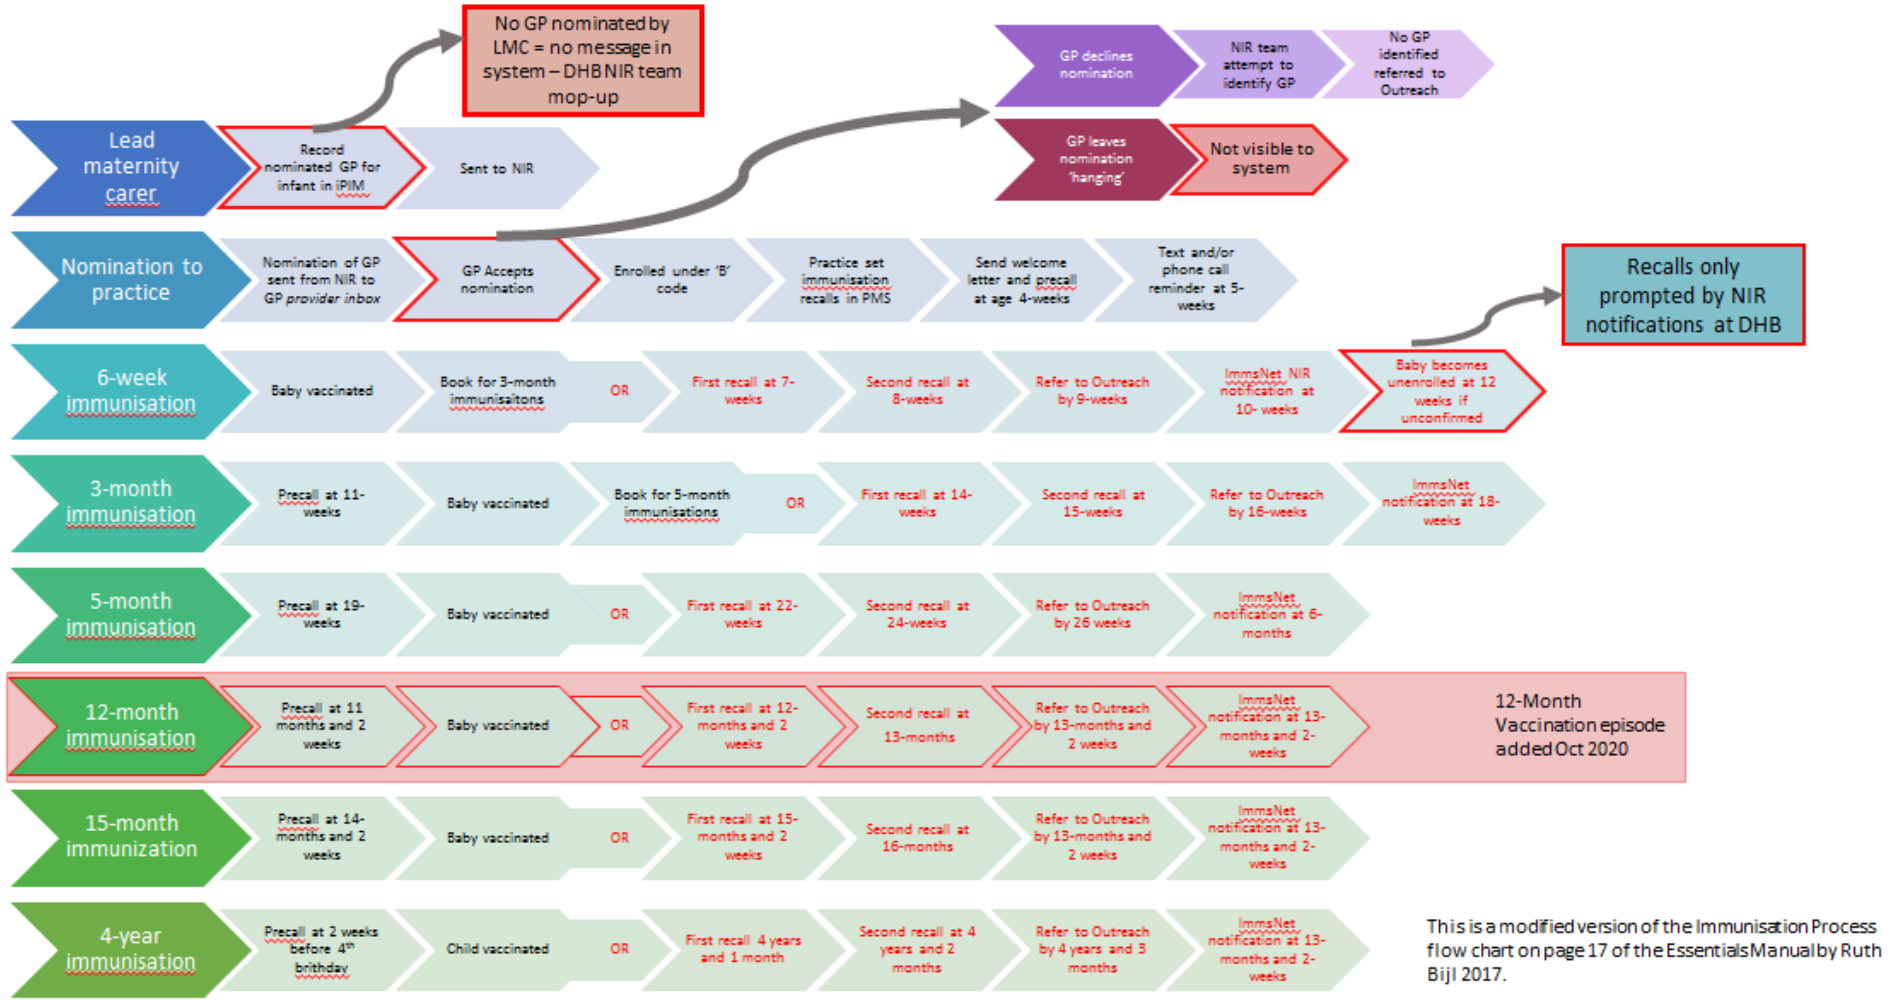 No GP nominated by
LMC = no message in
system – DHB NIR team
mop-up
GP declines
nomination
NIR team
attempt to
identify GP
No GP
identified
referred to
Outreach
Lead
maternity
carer
Record
nominated GP for
infant in iPIM
Sent to NIR
GP leaves
nomination
‘hanging’
Not visible to
system
Nomination to
practice
Nomination of GP
sent from NIR to
GP provider inbox
GP Accepts
nomination
Enrolled under ‘B’
code
Practice set
immunisation
recalls in PMS
Send welcome
letter and precall
at age 4-weeks
Text and/or
phone call
reminder at 5-
weeks
Recalls only
prompted by NIR
notifications at DHB
6-week
immunisation
Baby vaccinated
Book for 3-month
immunisaitons
OR
First recall at 7-
weeks
Second recall at
8-weeks
Refer to Outreach
by 9-weeks
ImmsNet NIR
notification at
10- weeks
Baby becomes
unenrolled at 12
weeks if
unconfirmed
3-month
immunisation
Precall at 11-
weeks
Baby vaccinated
Book for 5-month
immunisations
OR
First recall at 14-
weeks
Second recall at
15-weeks
Refer to Outreach
by 16-weeks
ImmsNet
notification at 18-
weeks
5-month
immunisation
Precall at 19-
weeks
Baby vaccinated
OR
First recall at 22-
weeks
Second recall at
24-weeks
Refer to Outreach
by 26 weeks
ImmsNet
notification at 6-
months
12-month
immunisation
Precall at 11
months and 2
weeks
Baby vaccinated
OR
First recall at 12-
months and 2
weeks
Second recall at
13-months
Refer to Outreach
by 13-months and
2 weeks
ImmsNet
notification at 13-
months and 2-
weeks
12-Month
Vaccination episode
added Oct 2020
15-month
immunization
Precall at 14-
months and 2
weeks
Baby vaccinated
OR
First recall at 15-
months and 2
weeks
Second recall at
16-months
Refer to Outreach
by 13-months and
2 weeks
ImmsNet
notification at 13-
months and 2-
weeks
4-year
immunisation
Precall at 2 weeks
before 4th
brithday
Child vaccinated
OR
First recall 4 years
and 1 month
Second recall at 4
years and 2
months
Refer to Outreach
by 4 years and 3
months
ImmsNet
notification at 13-
months and 2-
weeks
This is a modified version of the Immunisation Process
flow chart on page 17 of the Essentials Manual by Ruth
Bijl 2017.